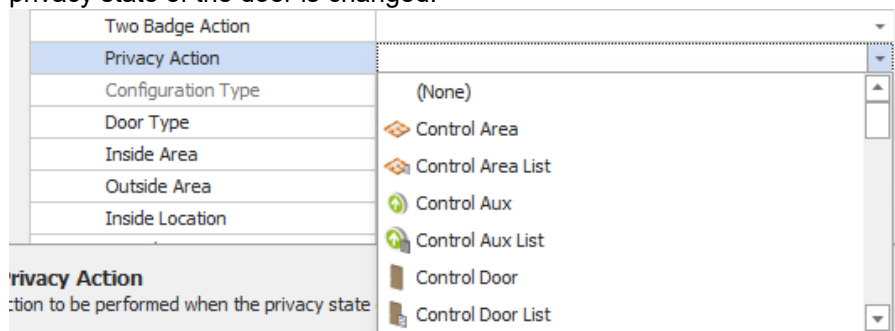 privacy state of the door is changed.
Two Badge Action
Privacy Action
Configuration Type
(None)
Door Type
Control Area
Inside Area
Control Area List
Outside Area
Control Aux
Inside Location
Control Aux List
Privacy Action
Control Door
ction to be performed when the privacy state
Control Door List